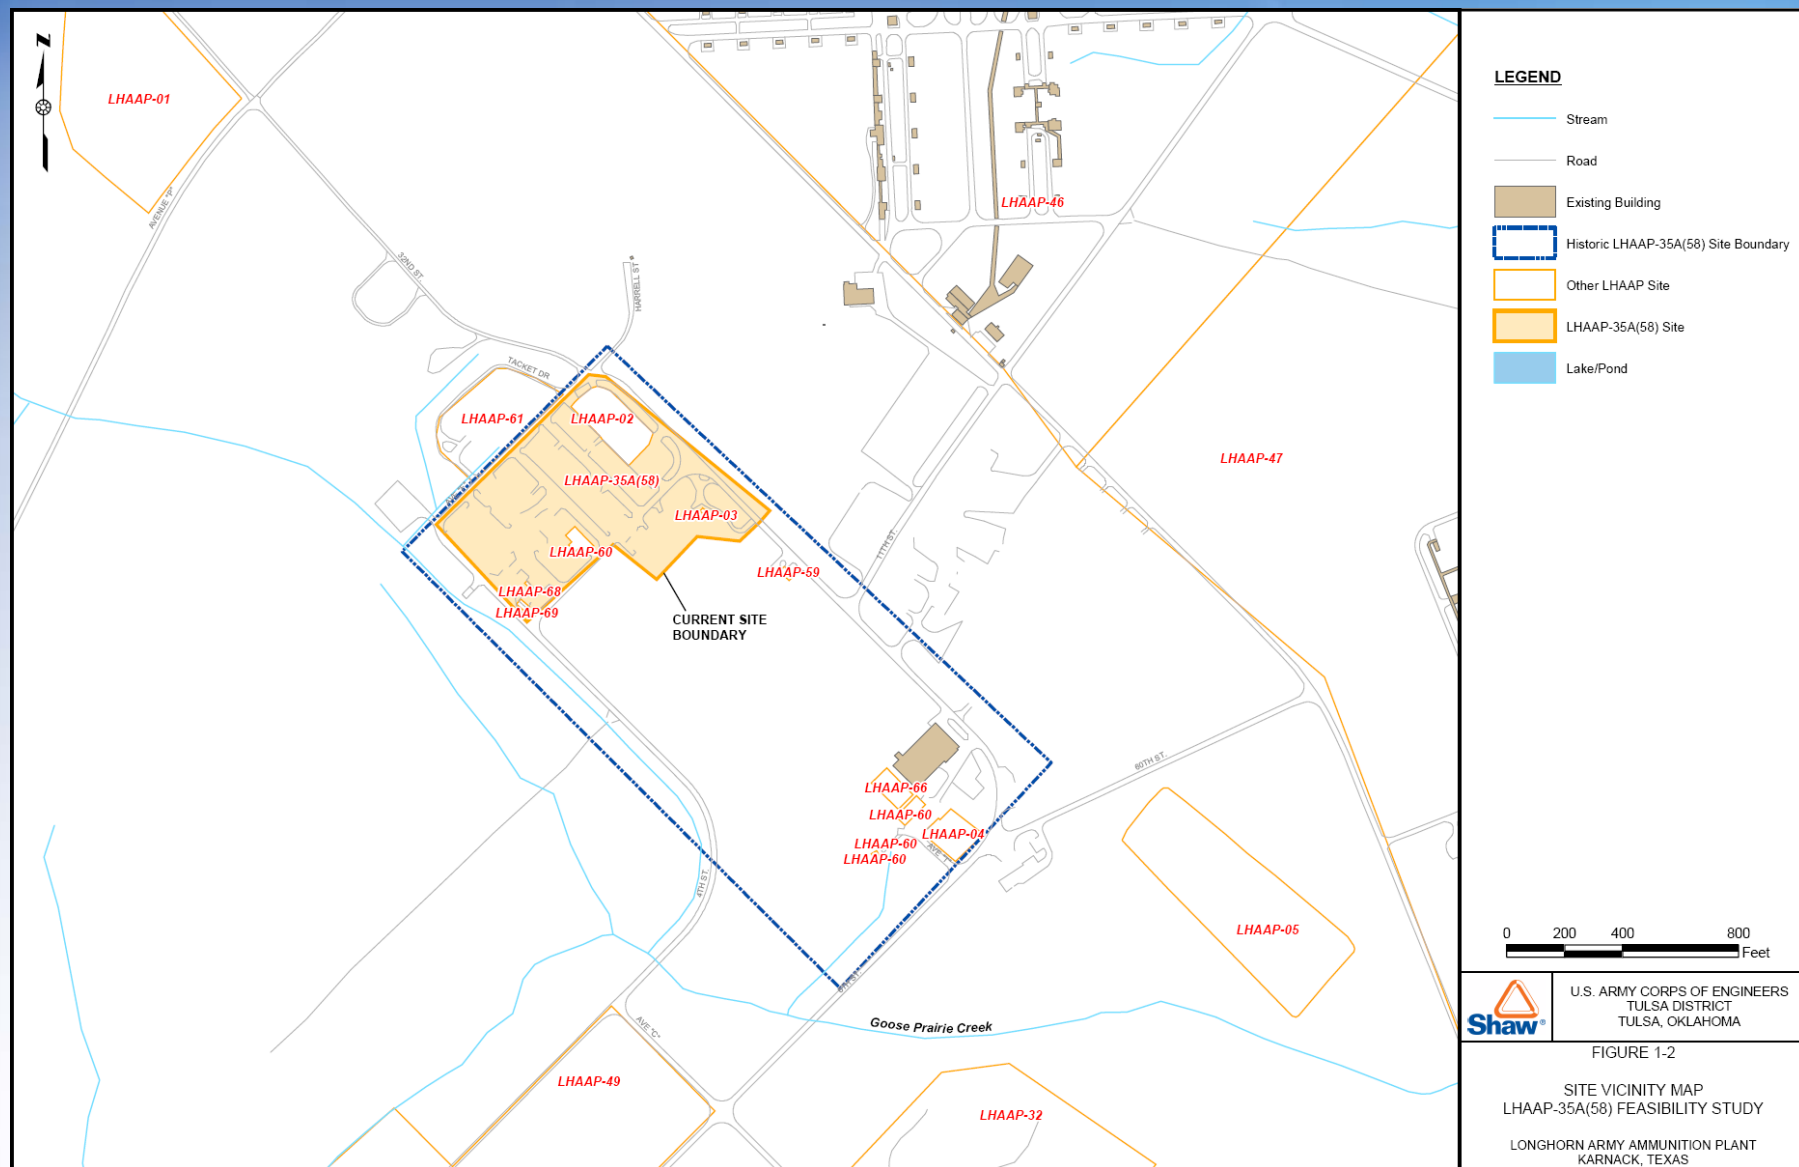 N
LHAAP-01
AVENUE "P"
32ND ST.
HARRELL ST
TACKET DR
LHAAP-46
LHAAP-61
LHAAP-02
LHAAP-35A(58)
LHAAP-47
LHAAP-03
LHAAP-60
LHAAP-59
11TH ST.
LHAAP-68
LHAAP-69
CURRENT SITE
BOUNDARY
60TH ST.
LHAAP-66
LHAAP-60
LHAAP-04
LHAAP-60
LHAAP-60
4TH ST.
LHAAP-05
Goose Prairie Creek
AVE "C"
LHAAP-49
LHAAP-32
LEGEND
Stream
Road
Existing Building
Historic LHAAP-35A(58) Site Boundary
Other LHAAP Site
LHAAP-35A(58) Site
Lake/Pond
0 200 400 800
Feet
Shaw®
U.S. ARMY CORPS OF ENGINEERS
TULSA DISTRICT
TULSA, OKLAHOMA
FIGURE 1-2
SITE VICINITY MAP
LHAAP-35A(58) FEASIBILITY STUDY
LONGHORN ARMY AMMUNITION PLANT
KARNACK, TEXAS